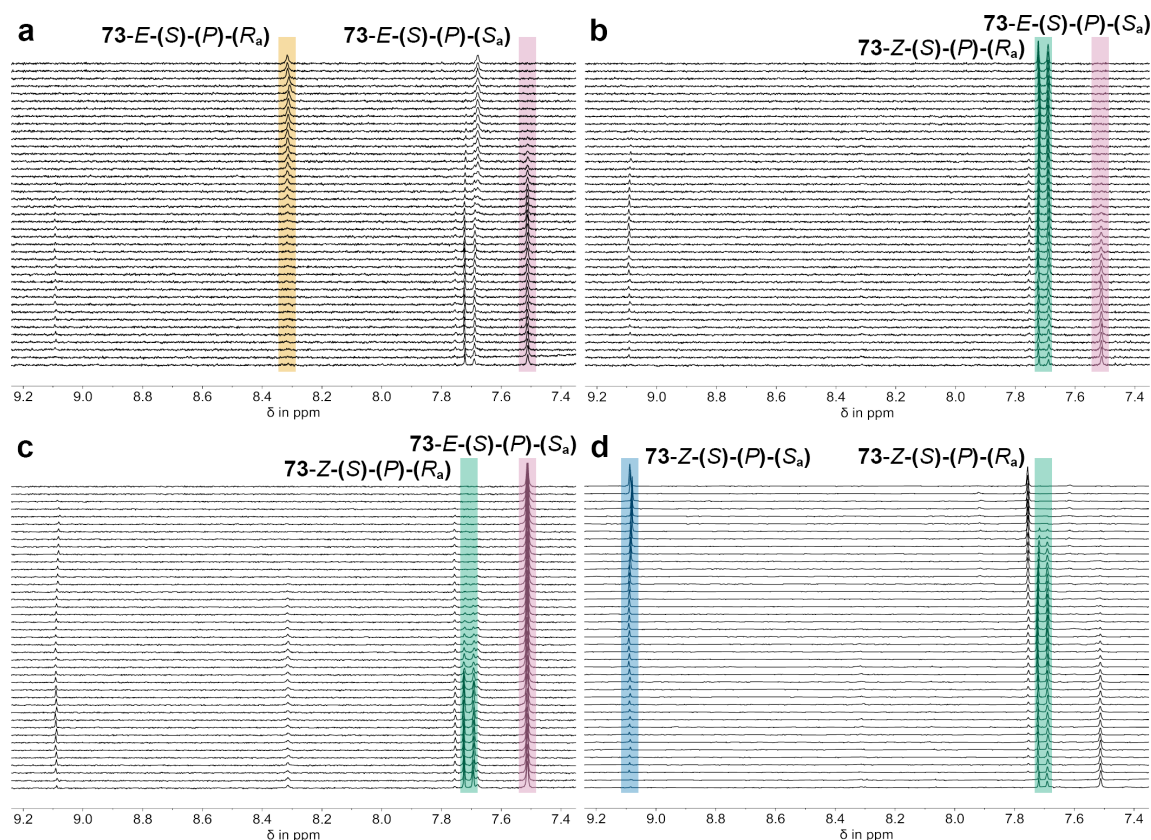 a
73-E-(S)-(P)-(Ra)
73-E-(S)-(P)-(Sa)
9.2 9.0 8.8 8.6 8.4 8.2 8.0 7.8 7.6 7.4
δ in ppm
b
73-E-(S)-(P)-(Sa)
73-Z-(S)-(P)-(Ra)
9.2 9.0 8.8 8.6 8.4 8.2 8.0 7.8 7.6 7.4
δ in ppm
c
73-E-(S)-(P)-(Sa)
73-Z-(S)-(P)-(Ra)
9.2 9.0 8.8 8.6 8.4 8.2 8.0 7.8 7.6 7.4
δ in ppm
d
73-Z-(S)-(P)-(Sa)
73-Z-(S)-(P)-(Ra)
9.2 9.0 8.8 8.6 8.4 8.2 8.0 7.8 7.6 7.4
δ in ppm